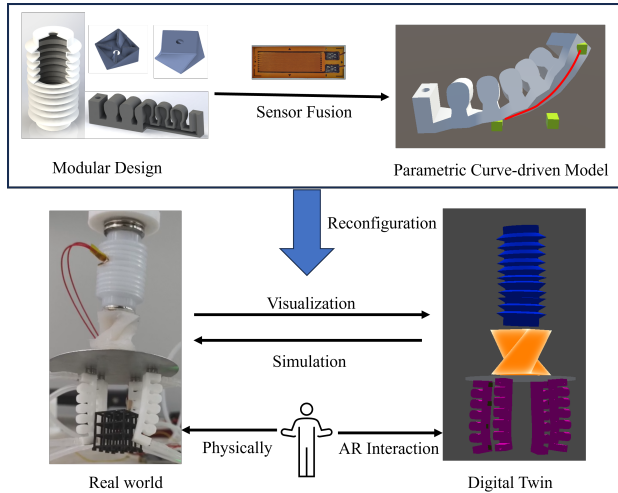 Sensor Fusion
Modular Design
Parametric Curve-driven Model
Reconfiguration
Visualization
Simulation
Physically
AR Interaction
Real world
Digital Twin